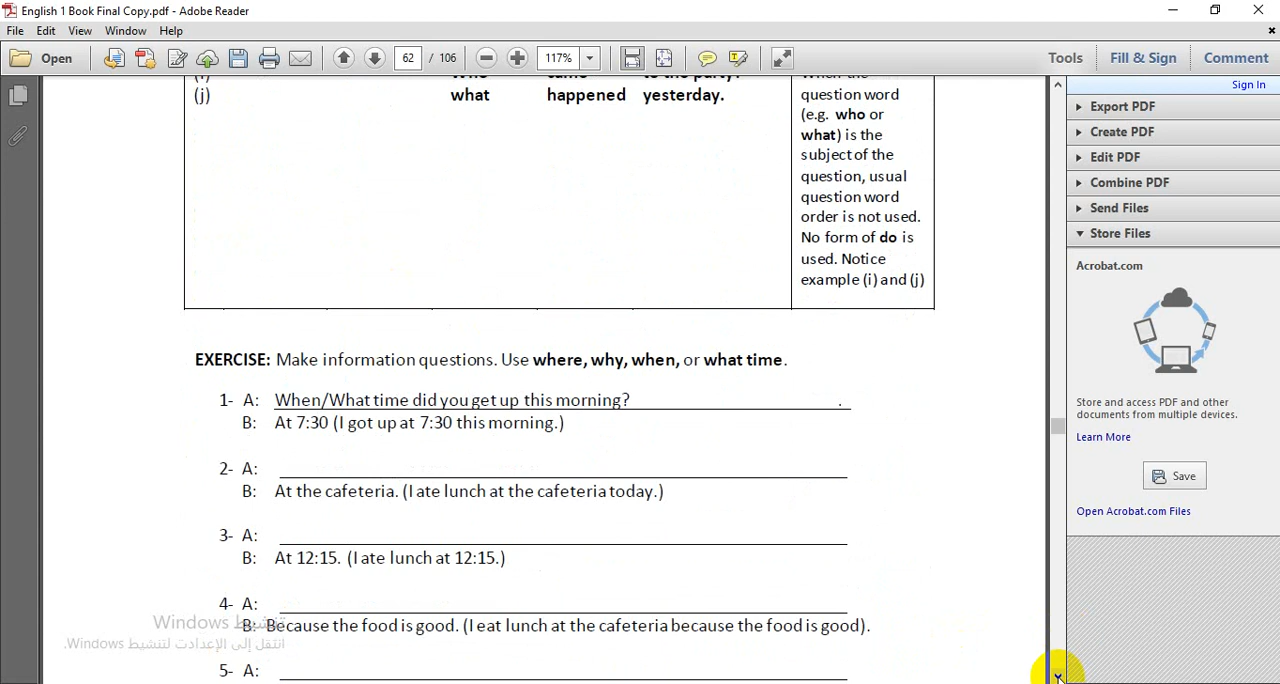 English 1 Book Final Copy.pdf - Adobe Reader
File Edit View Window Help
Open 62 / 106 117% Tools Fill & Sign Comment
Sign In
Export PDF
Create PDF
Edit PDF
Combine PDF
Send Files
Store Files
Acrobat.com
Store and access PDF and other
documents from multiple devices.
Learn More
Save
Open Acrobat.com Files
(i) Who came to the party? When the
(j) what happened yesterday. question word
(e.g. who or
what) is the
subject of the
question, usual
question word
order is not used.
No form of do is
used. Notice
example (i) and (j)
EXERCISE: Make information questions. Use where, why, when, or what time.
1- A: When/What time did you get up this morning? .
B: At 7:30 (I got up at 7:30 this morning.)
2- A:
B: At the cafeteria. (I ate lunch at the cafeteria today.)
3- A:
B: At 12:15. (I ate lunch at 12:15.)
4- A:
B: Because the food is good. (I eat lunch at the cafeteria because the food is good).
5- A:
تنشيط Windows
انتقل إلى الإعدادات لتنشيط Windows.